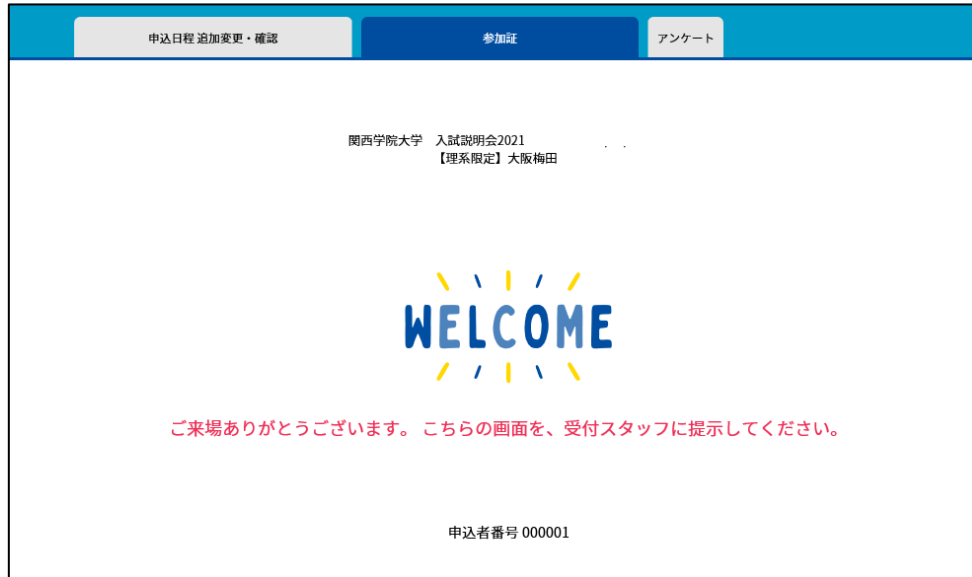 申込日程 追加変更・確認
参加証
アンケート
関西学院大学　入試説明会2021
【理系限定】大阪梅田
WELCOME
ご来場ありがとうございます。 こちらの画面を、受付スタッフに提示してください。
申込者番号 000001